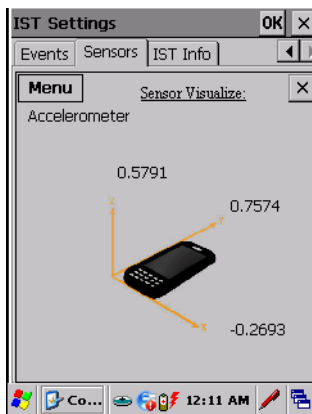 IST Settings OK ×
Events Sensors IST Info
Menu Sensor Visualize: ×
Accelerometer
0.5791
Z
0.7574
Y
X
-0.2693
Co... 12:11 AM